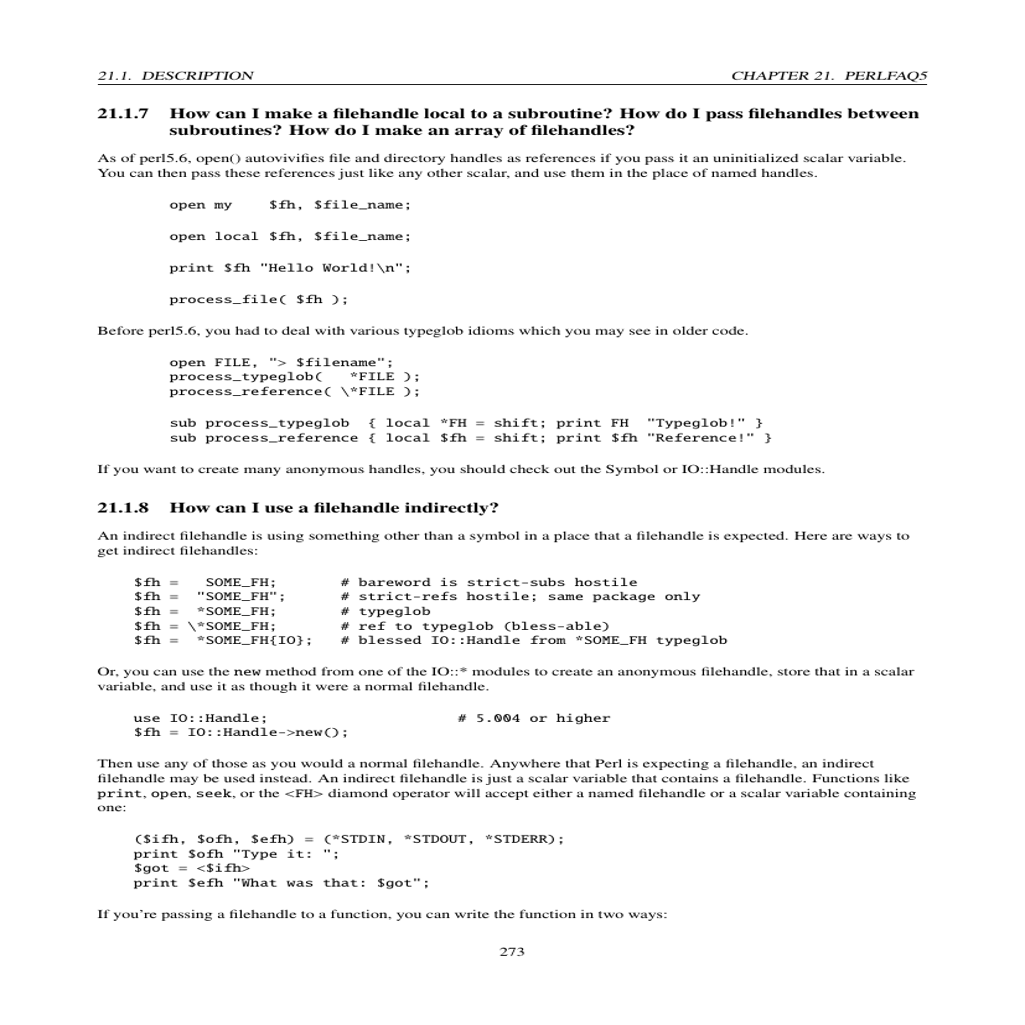 21.1. DESCRIPTION CHAPTER 21. PERLFAQ5
21.1.7 How can I make a filehandle local to a subroutine? How do I pass filehandles between
subroutines? How do I make an array of filehandles?
As of perl5.6, open() autovivifies file and directory handles as references if you pass it an uninitialized scalar variable.
You can then pass these references just like any other scalar, and use them in the place of named handles.
open my    $fh, $file_name;
open local $fh, $file_name;
print $fh "Hello World!\n";
process_file( $fh );
Before perl5.6, you had to deal with various typeglob idioms which you may see in older code.
open FILE, "> $filename";
process_typeglob(   *FILE );
process_reference( \*FILE );
sub process_typeglob  { local *FH = shift; print FH  "Typeglob!" }
sub process_reference { local $fh = shift; print $fh "Reference!" }
If you want to create many anonymous handles, you should check out the Symbol or IO::Handle modules.
21.1.8 How can I use a filehandle indirectly?
An indirect filehandle is using something other than a symbol in a place that a filehandle is expected. Here are ways to
get indirect filehandles:
$fh =   SOME_FH;       # bareword is strict-subs hostile
$fh =  "SOME_FH";      # strict-refs hostile; same package only
$fh =  *SOME_FH;       # typeglob
$fh = \*SOME_FH;       # ref to typeglob (bless-able)
$fh =  *SOME_FH{IO};   # blessed IO::Handle from *SOME_FH typeglob
Or, you can use the new method from one of the IO::* modules to create an anonymous filehandle, store that in a scalar
variable, and use it as though it were a normal filehandle.
use IO::Handle;                     # 5.004 or higher
$fh = IO::Handle->new();
Then use any of those as you would a normal filehandle. Anywhere that Perl is expecting a filehandle, an indirect
filehandle may be used instead. An indirect filehandle is just a scalar variable that contains a filehandle. Functions like
print, open, seek, or the <FH> diamond operator will accept either a named filehandle or a scalar variable containing
one:
($ifh, $ofh, $efh) = (*STDIN, *STDOUT, *STDERR);
print $ofh "Type it: ";
$got = <$ifh>
print $efh "What was that: $got";
If you're passing a filehandle to a function, you can write the function in two ways:
273